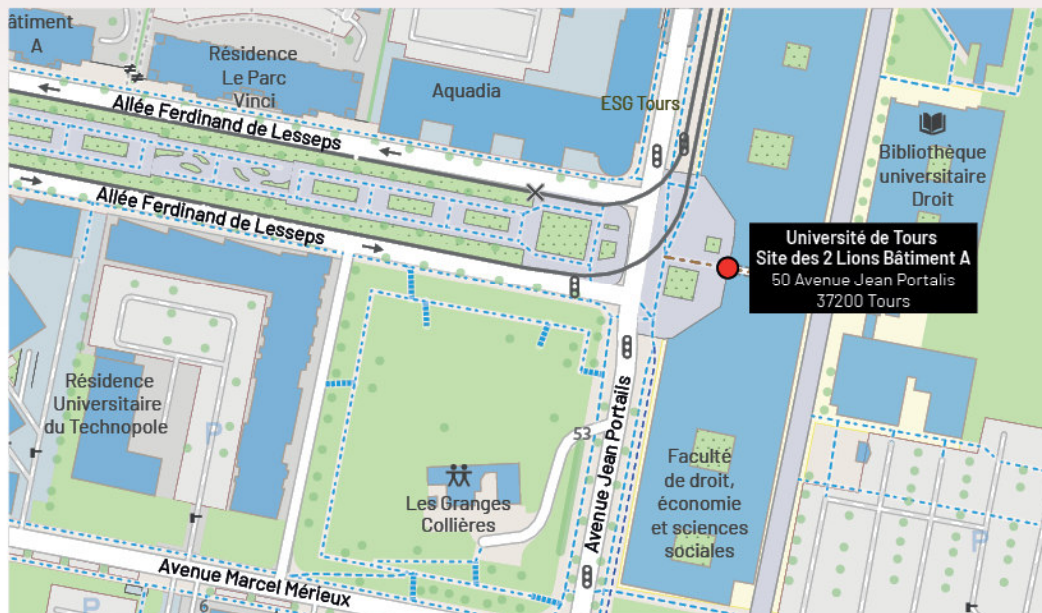 âtiment
A
Résidence
Le Parc
Vinci
Aquadia
ESG Tours
Allée Ferdinand de Lesseps
Bibliothèque
universitaire
Droit
Allée Ferdinand de Lesseps
Université de Tours
Site des 2 Lions Bâtiment A
50 Avenue Jean Portalis
37200 Tours
Résidence
Universitaire
du Technopole
P
53
Avenue Jean Portails
Les Granges
Collières
Faculté
de droit,
économie
et sciences
sociales
P
Avenue Marcel Mérieux
P
6